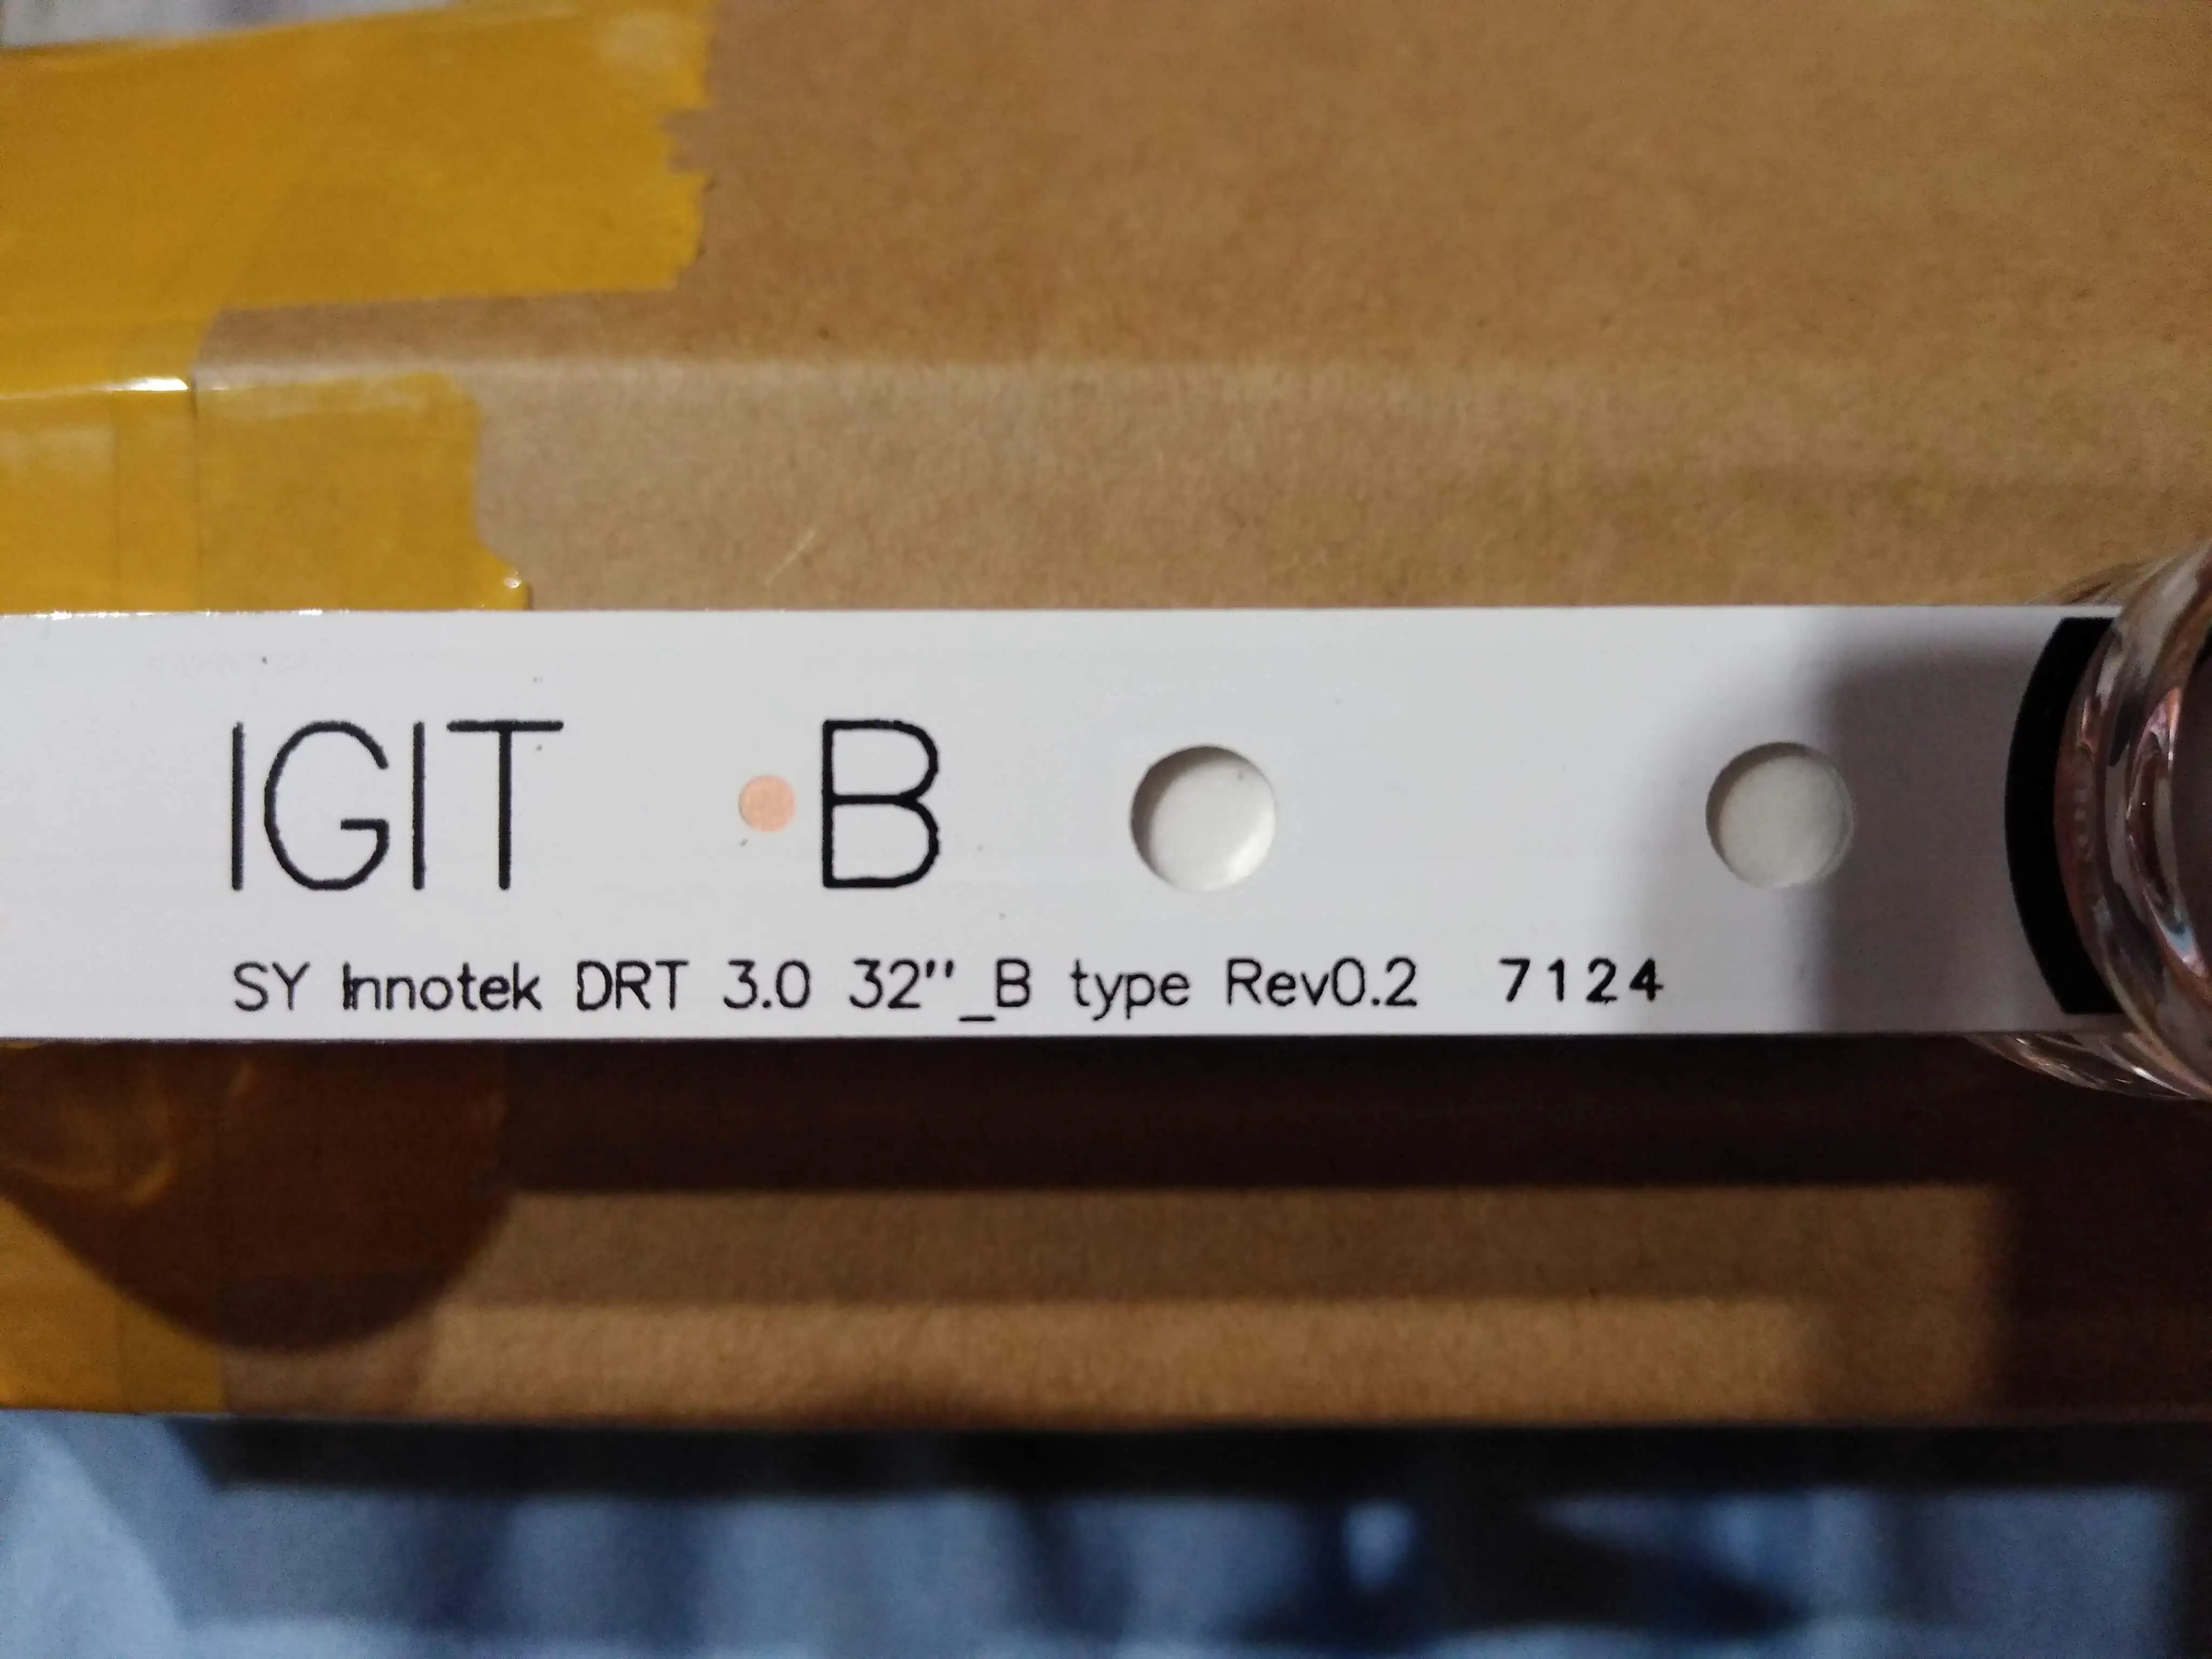 IGIT B
SY Innotek DRT 3.0 32"_B type Rev0.2 7124